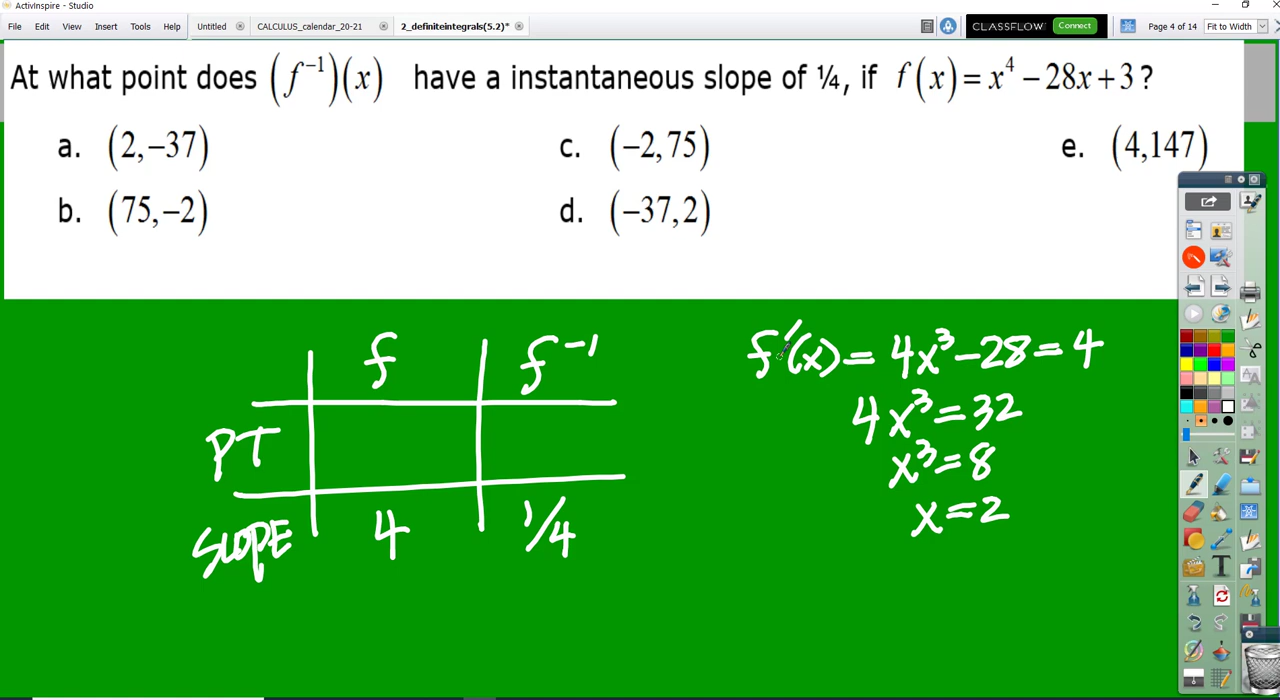 ActivInspire - Studio
File Edit View Insert Tools Help Untitled CALCULUS_calendar_20-21 2_definiteintegrals(5.2)* CLASSFLOW Connect Page 4 of 14 Fit to Width
At what point does (f⁻¹)(x) have a instantaneous slope of ¼, if f(x) = x⁴ − 28x + 3?
a. (2,−37) c. (−2,75) e. (4,147)
b. (75,−2) d. (−37,2)
f f⁻¹
PT
SLOPE 4 1/4
f'(x) = 4x³ − 28 = 4
4x³ = 32
x³ = 8
x = 2